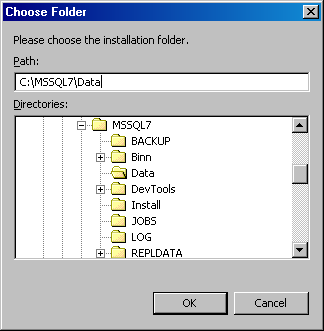 Choose Folder
Please choose the installation folder.
Path:
C:\MSSQL7\Data
Directories:
MSSQL7
BACKUP
Binn
Data
DevTools
Install
JOBS
LOG
REPLDATA
OK
Cancel